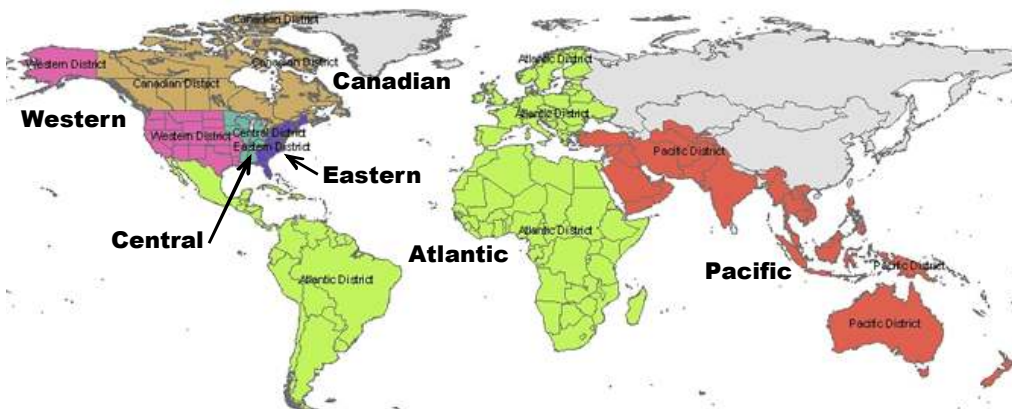 Canadian District
Western District
Canadian District
Canadian District
Canadian
Western
Western District
Central District
Eastern District
Eastern
Central
Atlantic District
Atlantic District
Pacific District
Atlantic District
Atlantic
Pacific
Pacific District
Atlantic District
Pacific District